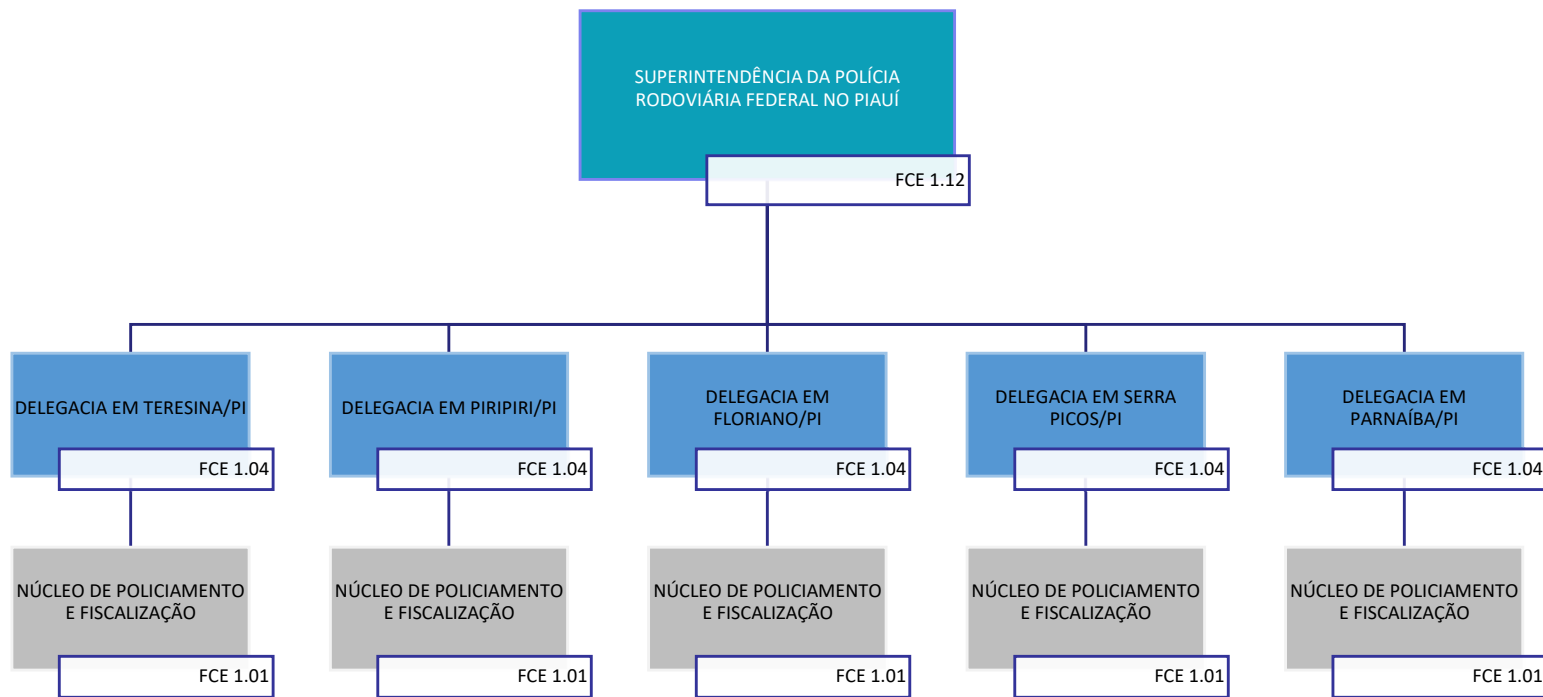 SUPERINTENDÊNCIA DA POLÍCIA
RODOVIÁRIA FEDERAL NO PIAUÍ
FCE 1.12
DELEGACIA EM TERESINA/PI
FCE 1.04
DELEGACIA EM PIRIPIRI/PI
FCE 1.04
DELEGACIA EM
FLORIANO/PI
FCE 1.04
DELEGACIA EM SERRA
PICOS/PI
FCE 1.04
DELEGACIA EM
PARNAÍBA/PI
FCE 1.04
NÚCLEO DE POLICIAMENTO
E FISCALIZAÇÃO
FCE 1.01
NÚCLEO DE POLICIAMENTO
E FISCALIZAÇÃO
FCE 1.01
NÚCLEO DE POLICIAMENTO
E FISCALIZAÇÃO
FCE 1.01
NÚCLEO DE POLICIAMENTO
E FISCALIZAÇÃO
FCE 1.01
NÚCLEO DE POLICIAMENTO
E FISCALIZAÇÃO
FCE 1.01